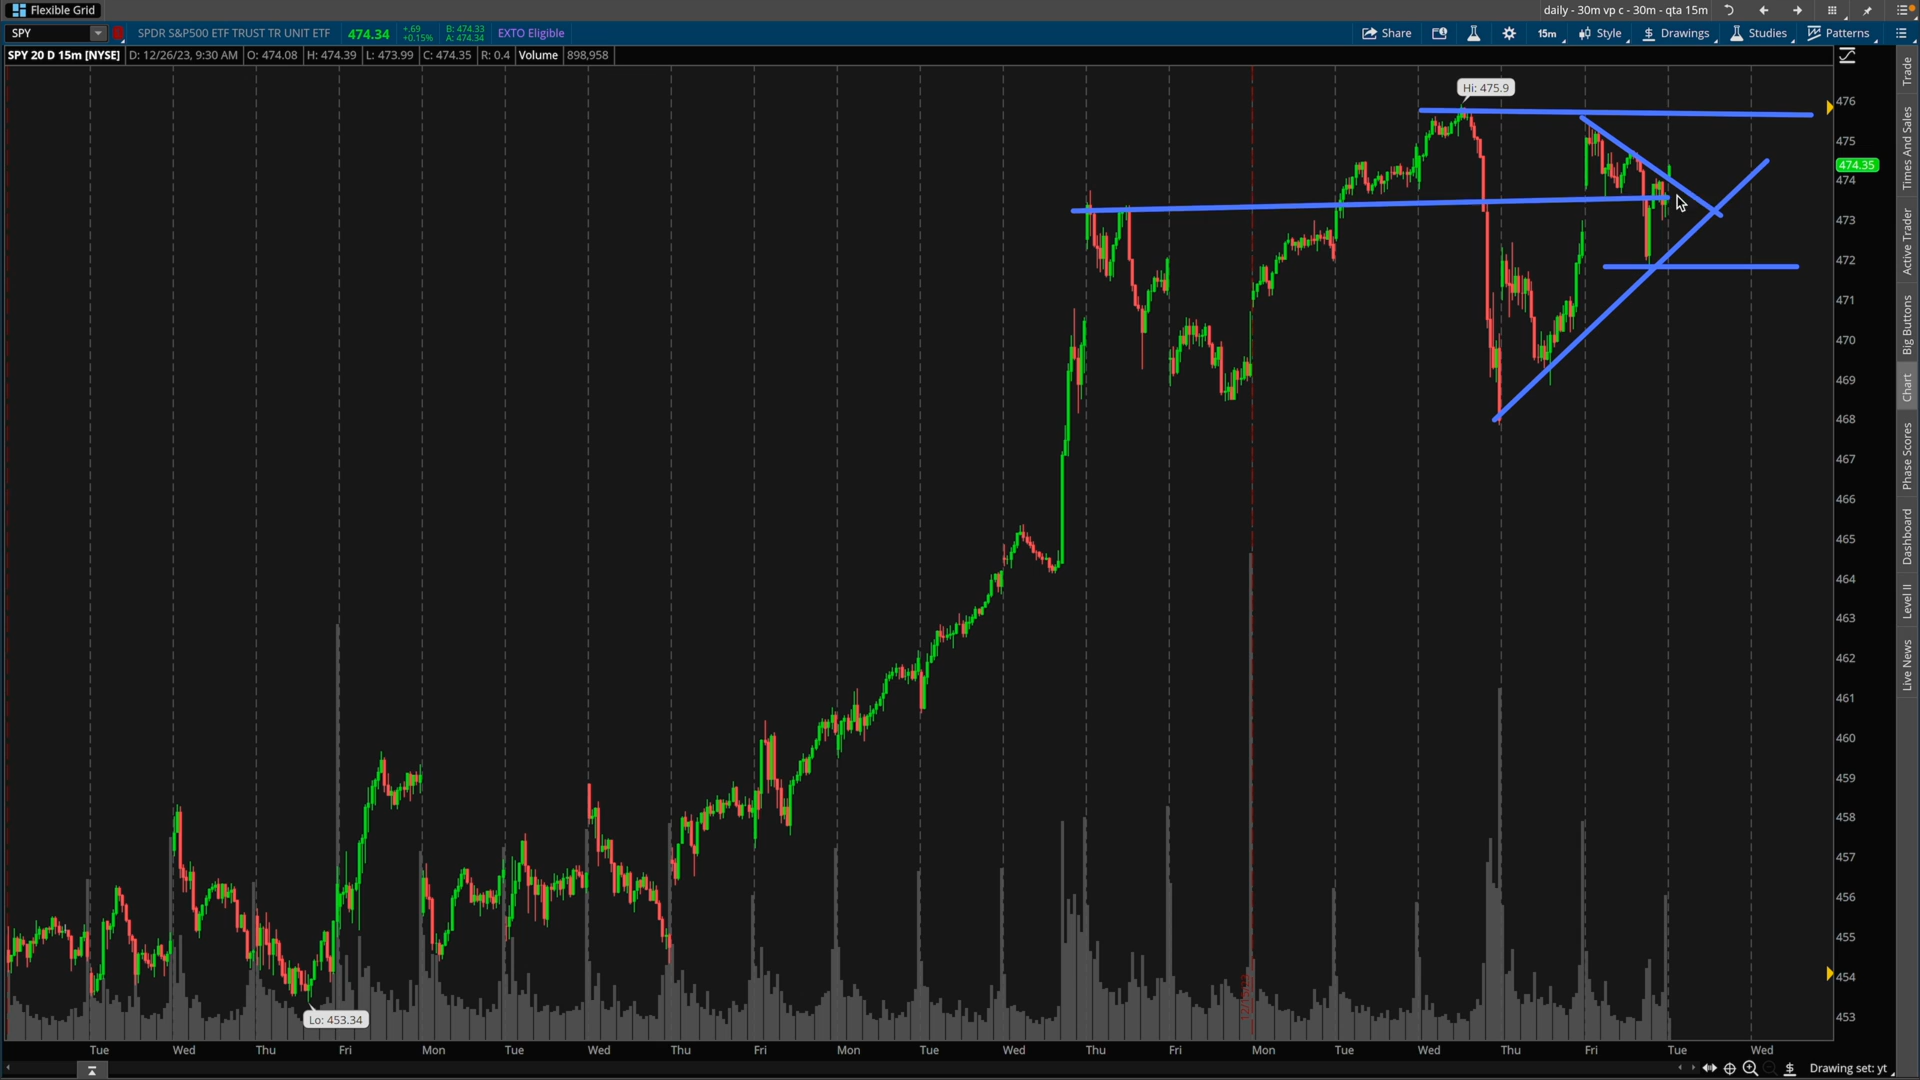 Flexible Grid
daily - 30m vp c - 30m - qta 15m
SPY
SPDR S&P500 ETF TRUST TR UNIT ETF
474.34
+.69
+0.15%
B: 474.33
A: 474.34
EXTO Eligible
Share
15m
Style
Drawings
Studies
Patterns
SPY 20 D 15m [NYSE]
D: 12/26/23, 9:30 AM
O: 474.08
H: 474.39
L: 473.99
C: 474.35
R: 0.4
Volume
898,958
Hi: 475.9
Lo: 453.34
476
475
474.35
474
473
472
471
470
469
468
467
466
465
464
463
462
461
460
459
458
457
456
455
454
453
Trade
Times And Sales
Active Trader
Big Buttons
Chart
Phase Scores
Dashboard
Level II
Live News
Tue
Wed
Thu
Fri
Mon
Tue
Wed
Thu
Fri
Mon
Tue
Wed
Thu
Fri
Mon
Tue
Wed
Thu
Fri
Tue
Wed
Drawing set: yt